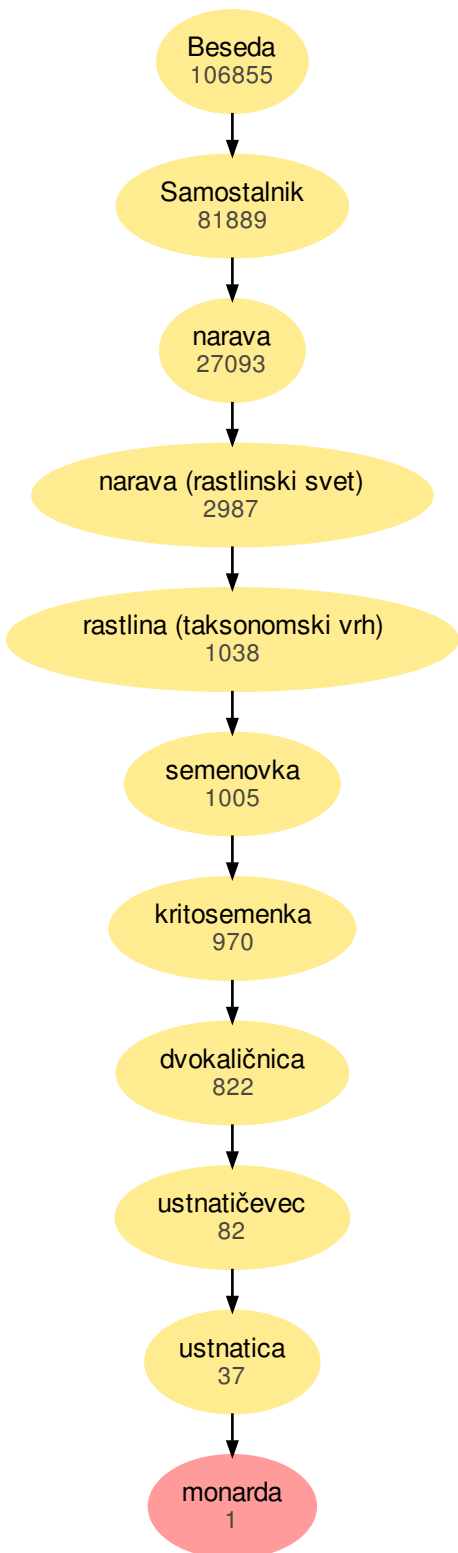 Beseda
106855
Samostalnik
81889
narava
27093
narava (rastlinski svet)
2987
rastlina (taksonomski vrh)
1038
semenovka
1005
kritosemenka
970
dvokaličnica
822
ustnatičevec
82
ustnatica
37
monarda
1